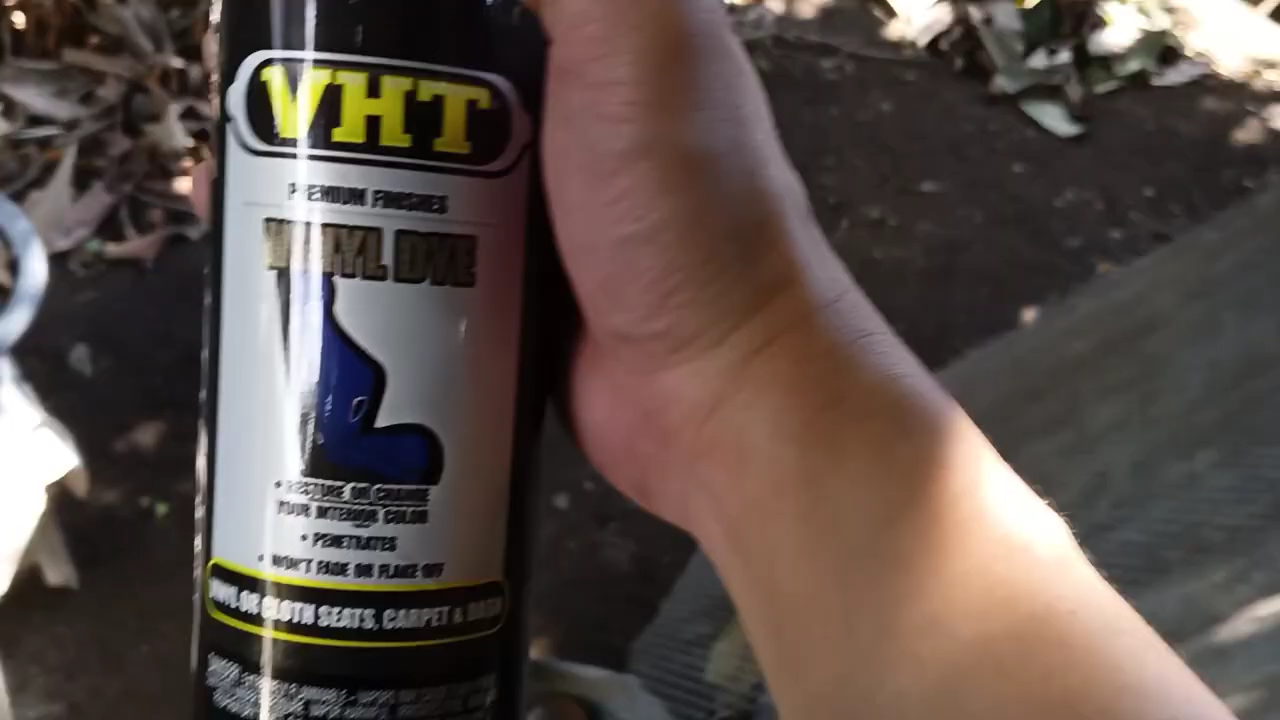 VHT
PREMIUM FINISHES
VINYL DYE
• RESTORE OR CHANGE
YOUR INTERIOR COLOR
• PENETRATES
• WON'T FADE OR FLAKE OFF
VINYL OR CLOTH SEATS, CARPET & DASH